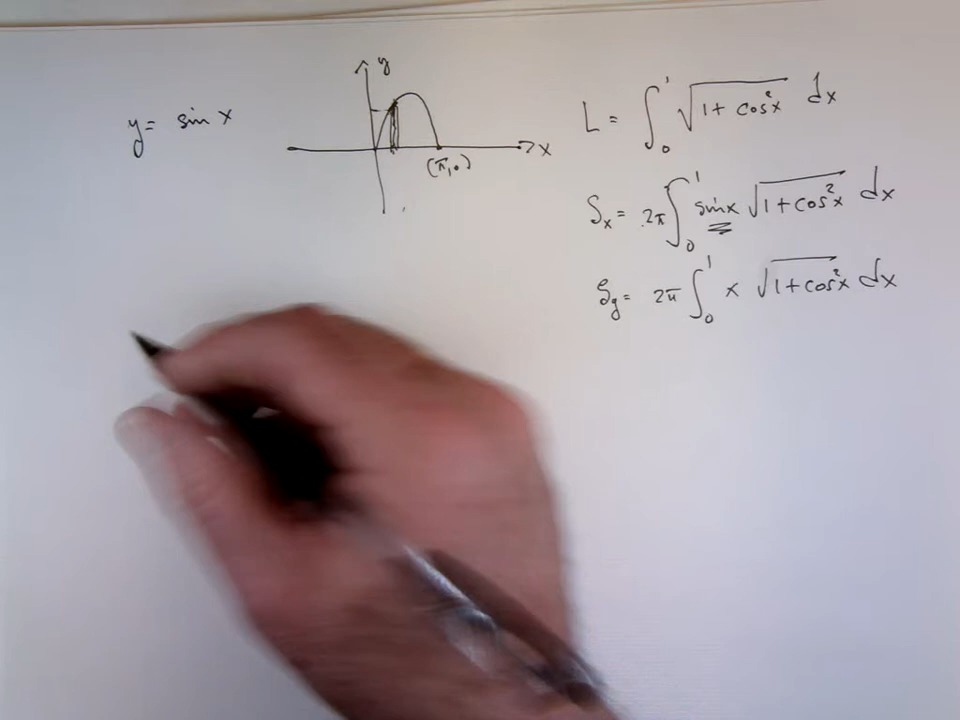 y = sin x
y
x
(π,0)
L = ∫₀¹ √(1 + cos²x) dx
Sₓ = 2π ∫₀¹ sin x √(1 + cos²x) dx
S_y = 2π ∫₀¹ x √(1 + cos²x) dx